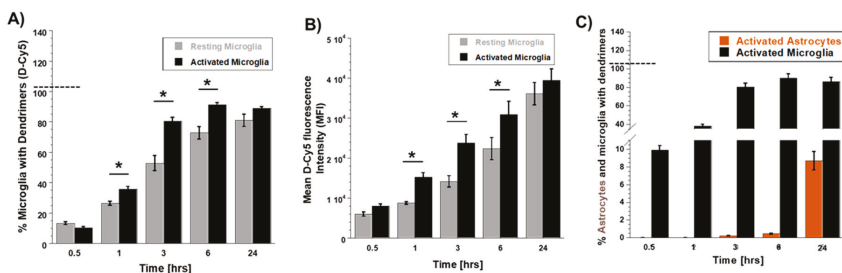 A)
% Microglia with Dendrimers (D-Cy5)
140
120
100
80
60
40
20
0
Resting Microglia
Activated Microglia
*
*
*
0.5 1 3 6 24
Time [hrs]
B)
Mean D-Cy5 fluorescence
Intensity (MFI)
5 10⁴
4 10⁴
3 10⁴
2 10⁴
1 10⁴
0
Resting Microglia
Activated Microglia
*
*
*
0.5 1 3 6 24
Time [hrs]
C)
% Astrocytes and microglia with dendrimers
140
120
100
80
60
40
10
8
6
4
2
0
Activated Astrocytes
Activated Microglia
0.5 1 3 6 24
Time [hrs]